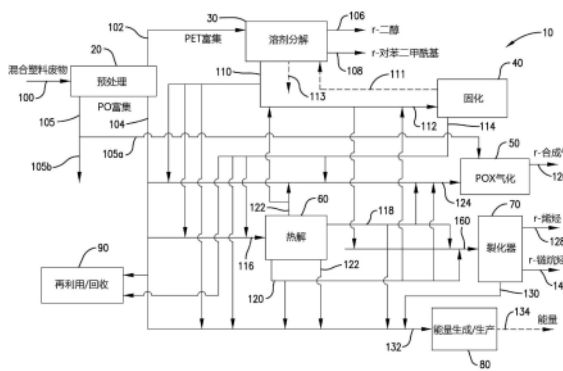 102
30
106
r-二醇
10
PET富集
溶剂分解
20
108
r-对苯二甲酰基
混合塑料废物
预处理
110
111
40
100
113
固化
105
PO富集
104
112
114
50
105a
r-合成气
105b
POX气化
124
122
60
118
70
90
热解
160
r-烯烃
裂化器
128
116
122
再利用/回收
120
r-链烷烃
130
134
能量生成/生产
能量
132
80